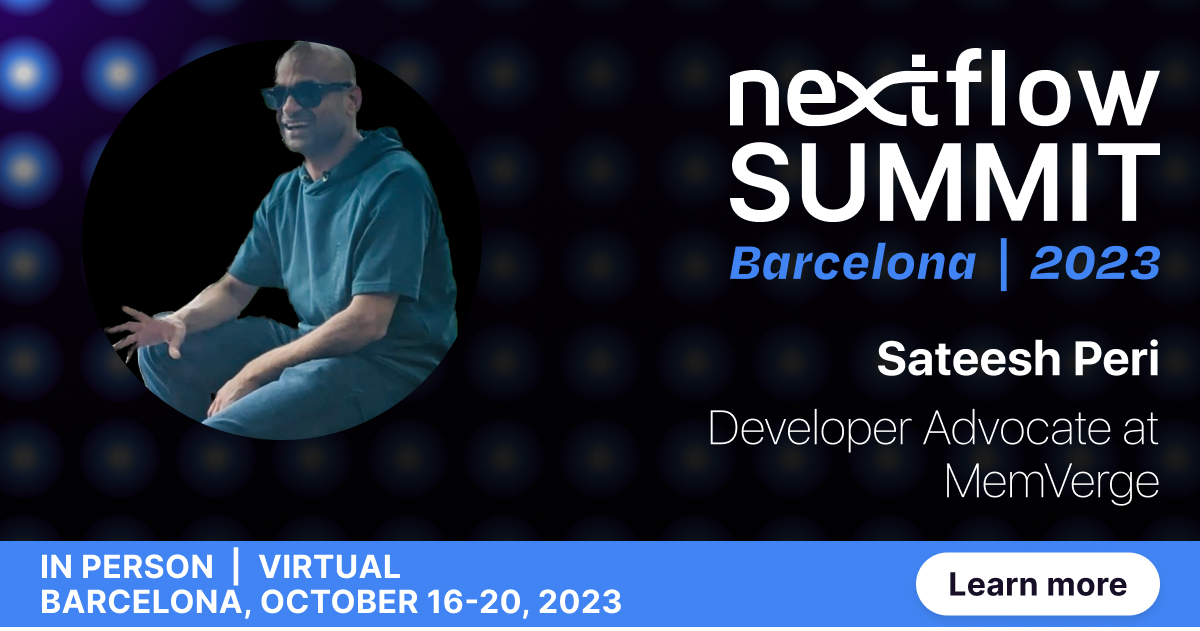 nextflow
SUMMIT
Barcelona | 2023
Sateesh Peri
Developer Advocate at
MemVerge
IN PERSON | VIRTUAL
BARCELONA, OCTOBER 16-20, 2023
Learn more